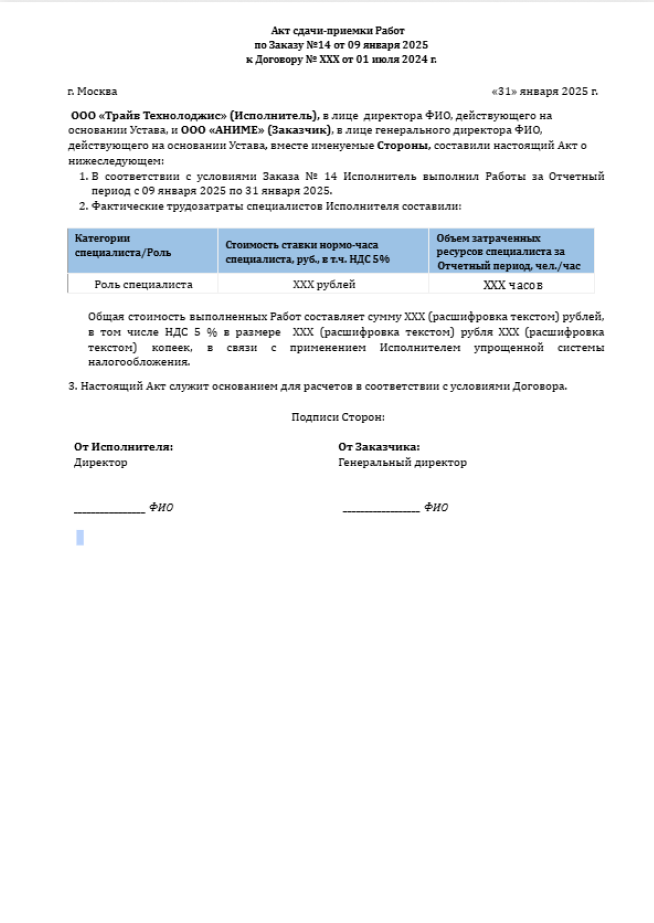 Акт сдачи-приемки Работ
по Заказу №14 от 09 января 2025
к Договору № XXX от 01 июля 2024 г.
г. Москва «31» января 2025 г.
ООО «Трайв Технолоджис» (Исполнитель), в лице директора ФИО, действующего на
основании Устава, и ООО «АНИМЕ» (Заказчик), в лице генерального директора ФИО,
действующего на основании Устава, вместе именуемые Стороны, составили настоящий Акт о
нижеследующем:
1. В соответствии с условиями Заказа № 14 Исполнитель выполнил Работы за Отчетный
период с 09 января 2025 по 31 января 2025.
2. Фактические трудозатраты специалистов Исполнителя составили:
Категории
специалиста/Роль
Стоимость ставки нормо-часа
специалиста, руб., в т.ч. НДС 5%
Объем затраченных
ресурсов специалиста за
Отчетный период, чел./час
Роль специалиста XXX рублей XXX часов
Общая стоимость выполненных Работ составляет сумму XXX (расшифровка текстом) рублей,
в том числе НДС 5 % в размере XXX (расшифровка текстом) рубля XXX (расшифровка
текстом) копеек, в связи с применением Исполнителем упрощенной системы
налогообложения.
3. Настоящий Акт служит основанием для расчетов в соответствии с условиями Договора.
Подписи Сторон:
От Исполнителя: От Заказчика:
Директор Генеральный директор
________________ ФИО _________________ ФИО